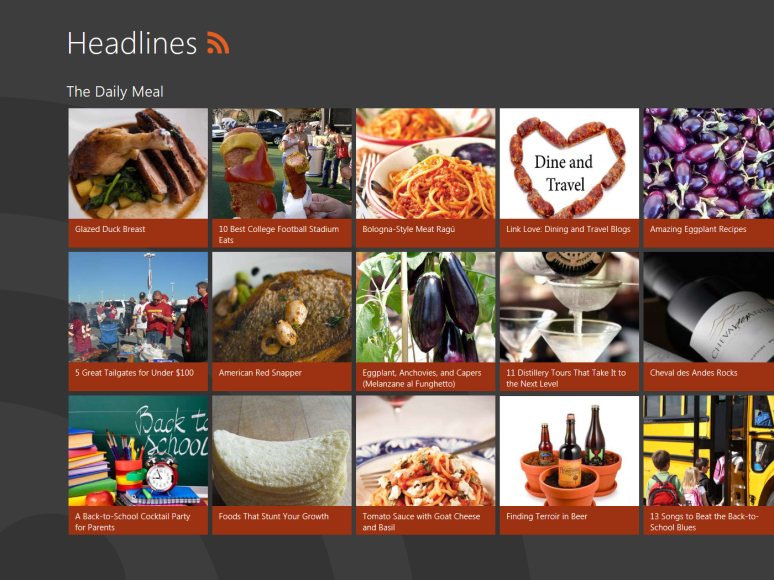 Headlines
The Daily Meal
Glazed Duck Breast
10 Best College Football Stadium
Eats
Bologna-Style Meat Ragú
Dine and
Travel
Link Love: Dining and Travel Blogs
Amazing Eggplant Recipes
5 Great Tailgates for Under $100
American Red Snapper
Eggplant, Anchovies, and Capers
(Melanzane al Funghetto)
11 Distillery Tours That Take It to
the Next Level
CHEVAL des ANDES
Cheval des Andes Rocks
Back to
School
A Back-to-School Cocktail Party
for Parents
Foods That Stunt Your Growth
Tomato Sauce with Goat Cheese
and Basil
Finding Terroir in Beer
13 Songs to Beat the Back-to-
School Blues